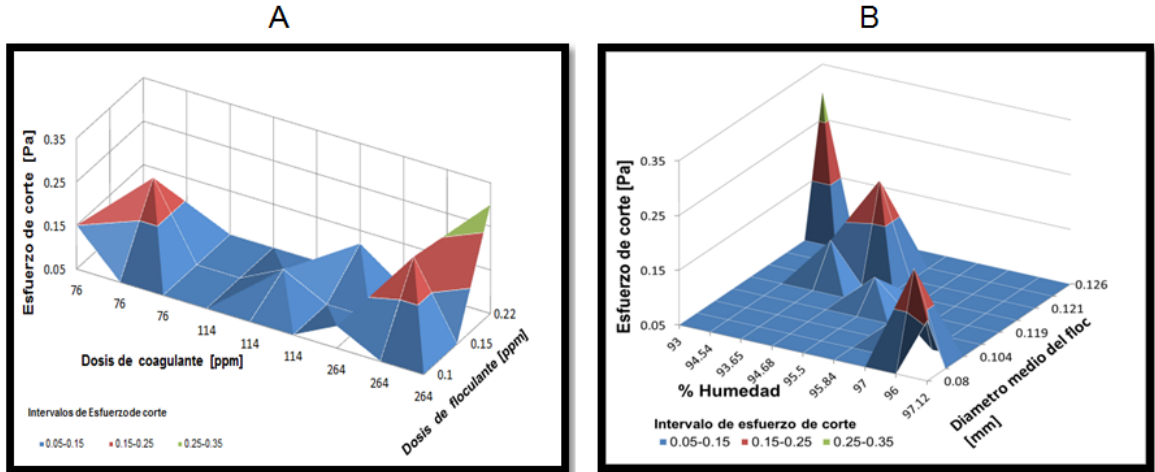 A
B
Esfuerzo de corte [Pa]
0.35
0.25
0.15
0.05
76
76
76
114
114
114
264
264
264
0.1
0.15
0.22
Dosis de coagulante [ppm]
Dosis de floculante [ppm]
Intervalos de Esfuerzo de corte
0.05-0.15 0.15-0.25 0.25-0.35
Esfuerzo de corte [Pa]
0.35
0.25
0.15
0.05
93
94.54
93.65
94.68
95.5
95.84
97
96
97.12
0.08
0.104
0.119
0.121
0.126
% Humedad
Diametro medio del floc
[mm]
Intervalo de esfuerzo de corte
0.05-0.15 0.15-0.25 0.25-0.35